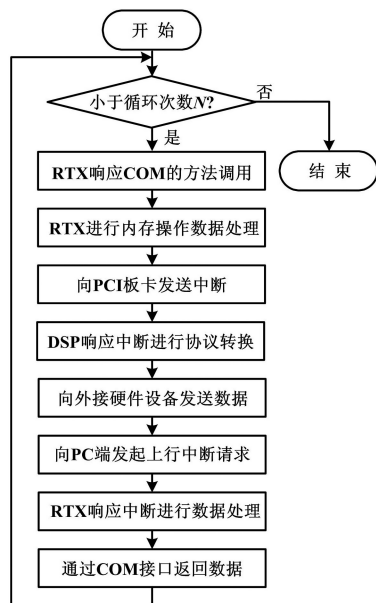 开 始
小于循环次数N?
否
是
结 束
RTX响应COM的方法调用
RTX进行内存操作数据处理
向PCI板卡发送中断
DSP响应中断进行协议转换
向外接硬件设备发送数据
向PC端发起上行中断请求
RTX响应中断进行数据处理
通过COM接口返回数据